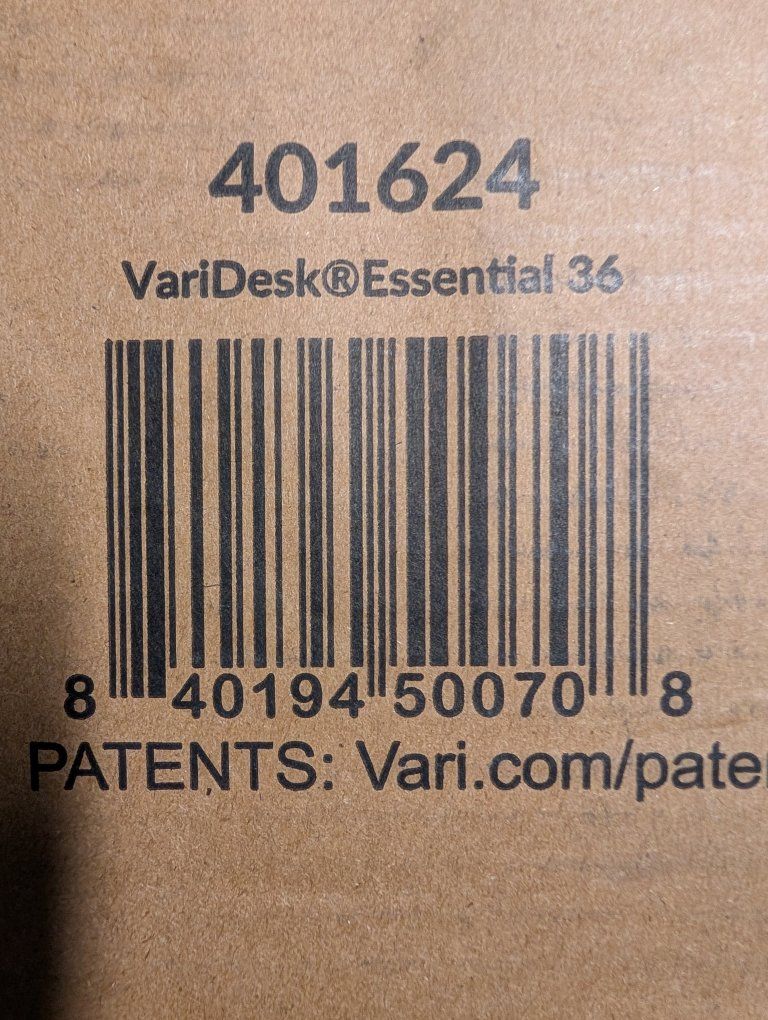 401624
VariDesk®Essential 36
8 40194 50070 8
PATENTS: Vari.com/pate